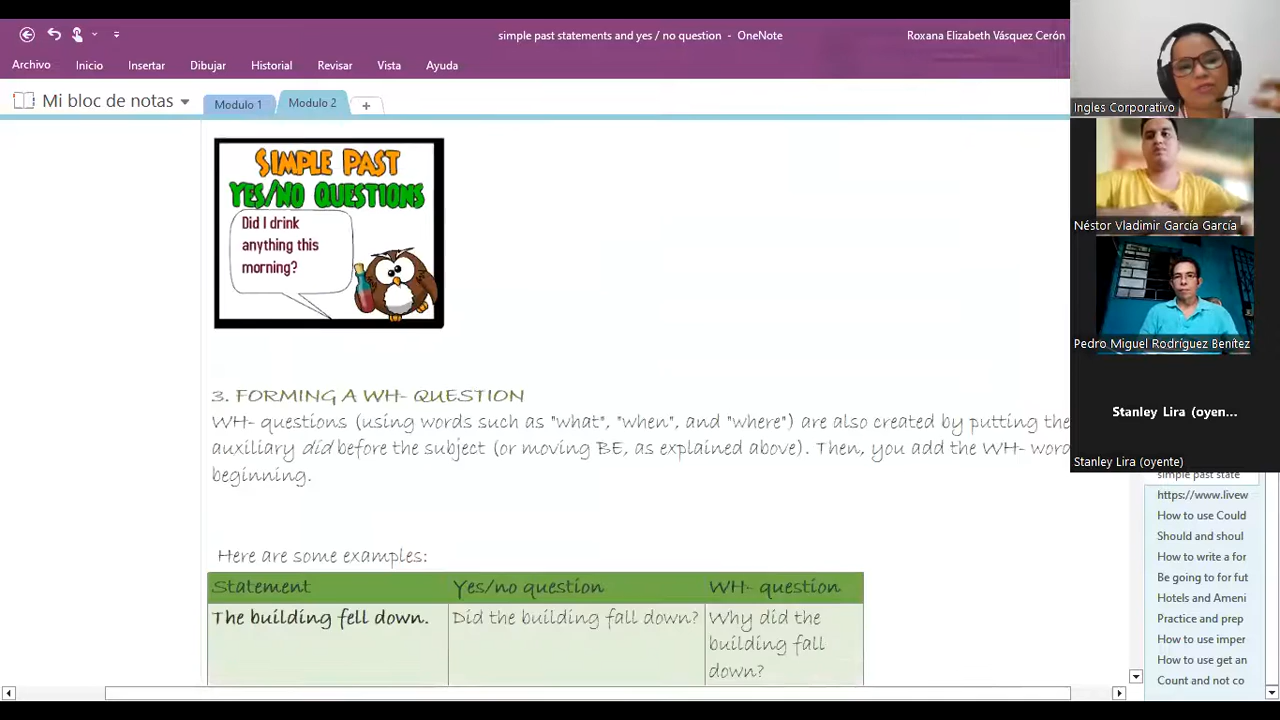 simple past statements and yes / no question - OneNote
Roxana Elizabeth Vásquez Cerón
Archivo
Inicio
Insertar
Dibujar
Historial
Revisar
Vista
Ayuda
Mi bloc de notas
Modulo 1
Modulo 2
+
SIMPLE PAST
YES/NO QUESTIONS
Did I drink
anything this
morning?
3. FORMING A WH- QUESTION
WH- questions (using words such as "what", "when", and "where") are also created by putting the
auxiliary did before the subject (or moving BE, as explained above). Then, you add the WH- word
beginning.
Here are some examples:
Statement
Yes/no question
WH- question
The building fell down.
Did the building fall down?
Why did the
building fall
down?
Ingles Corporativo
Néstor Vladimir García García
Pedro Miguel Rodríguez Benítez
Stanley Lira (oyen...
Stanley Lira (oyente)
simple past state
https://www.livew
How to use Could
Should and shoul
How to write a for
Be going to for fut
Hotels and Ameni
Practice and prep
How to use imper
How to use get an
Count and not co